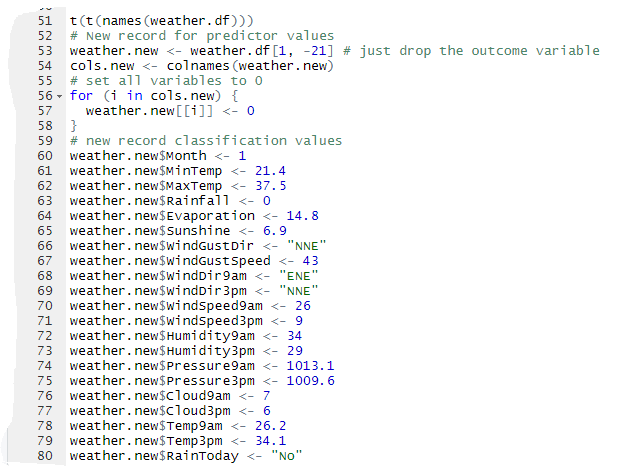 51 t(t(names(weather.df)))
52 # New record for predictor values
53 weather.new <- weather.df[1, -21] # just drop the outcome variable
54 cols.new <- colnames(weather.new)
55 # set all variables to 0
56 for (i in cols.new) {
57 weather.new[[i]] <- 0
58 }
59 # new record classification values
60 weather.new$Month <- 1
61 weather.new$MinTemp <- 21.4
62 weather.new$MaxTemp <- 37.5
63 weather.new$Rainfall <- 0
64 weather.new$Evaporation <- 14.8
65 weather.new$Sunshine <- 6.9
66 weather.new$WindGustDir <- "NNE"
67 weather.new$WindGustSpeed <- 43
68 weather.new$WindDir9am <- "ENE"
69 weather.new$WindDir3pm <- "NNE"
70 weather.new$WindSpeed9am <- 26
71 weather.new$WindSpeed3pm <- 9
72 weather.new$Humidity9am <- 34
73 weather.new$Humidity3pm <- 29
74 weather.new$Pressure9am <- 1013.1
75 weather.new$Pressure3pm <- 1009.6
76 weather.new$Cloud9am <- 7
77 weather.new$Cloud3pm <- 6
78 weather.new$Temp9am <- 26.2
79 weather.new$Temp3pm <- 34.1
80 weather.new$RainToday <- "No"